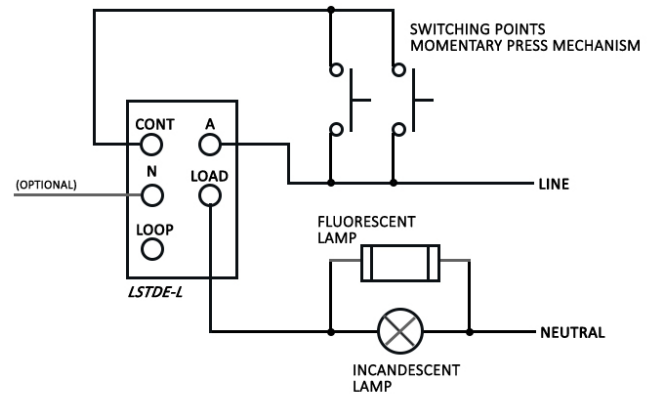 SWITCHING POINTS
MOMENTARY PRESS MECHANISM
CONT
A
N
(OPTIONAL)
LOAD
LOOP
LINE
LSTDE-L
FLUORESCENT
LAMP
NEUTRAL
INCANDESCENT
LAMP